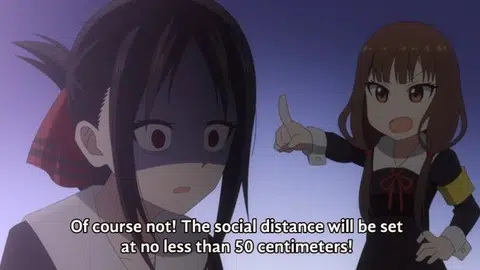 Of course not! The social distance will be set
at no less than 50 centimeters!